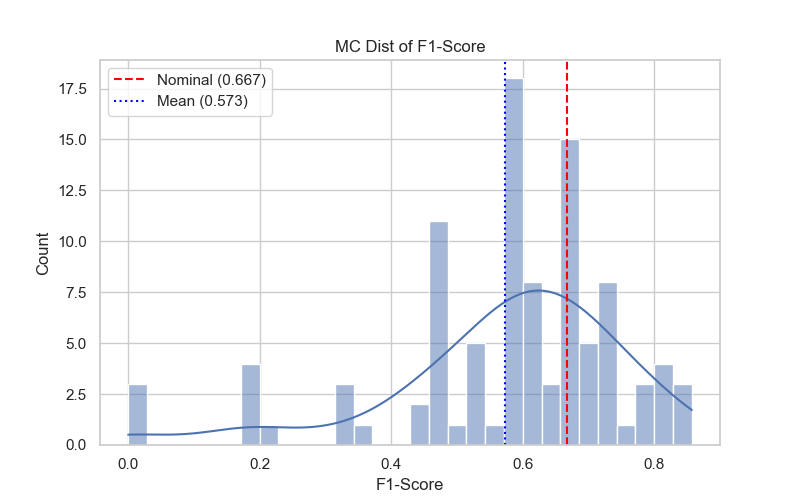 MC Dist of F1-Score
Nominal (0.667)
Mean (0.573)
17.5
15.0
12.5
10.0
7.5
5.0
2.5
0.0
Count
0.0 0.2 0.4 0.6 0.8
F1-Score